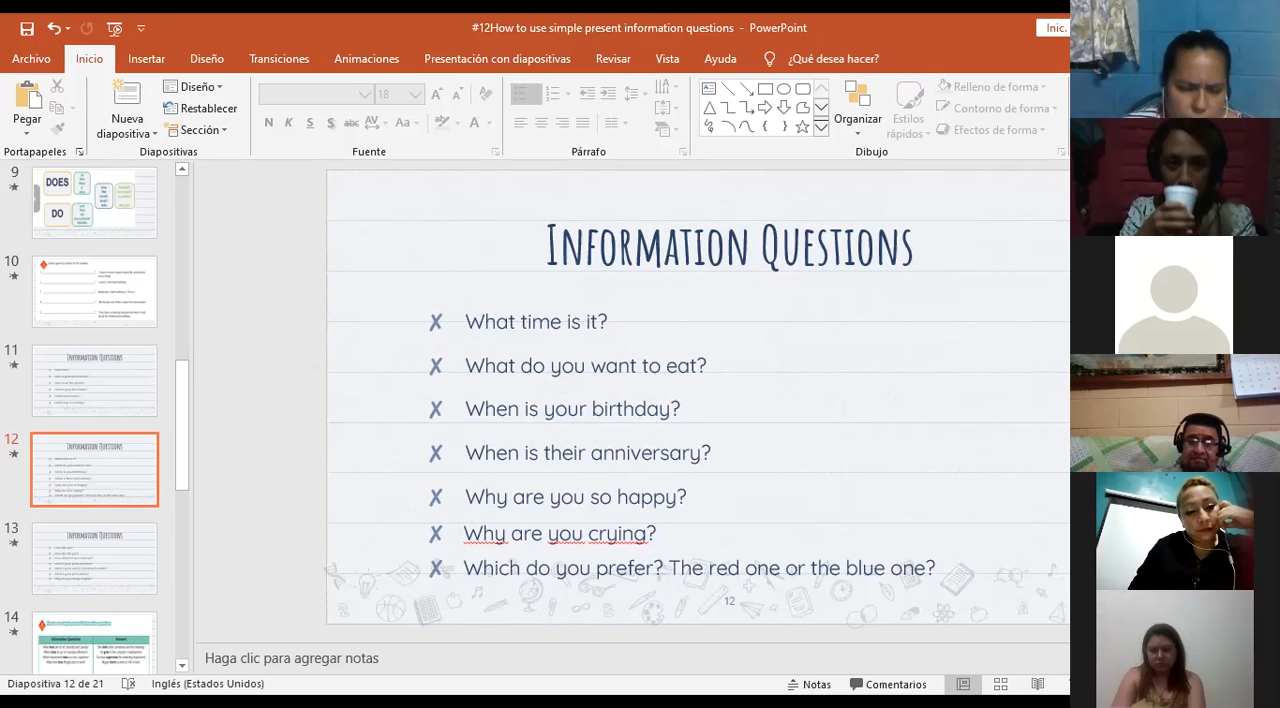 #12How to use simple present information questions - PowerPoint
Inic.
Archivo Inicio Insertar Diseño Transiciones Animaciones Presentación con diapositivas Revisar Vista Ayuda ¿Qué desea hacer?
Pegar
Portapapeles
Nueva diapositiva
Diseño
Restablecer
Sección
Diapositivas
18
N K S S abc AV Aa A
Fuente
Párrafo
Organizar
Estilos rápidos
Relleno de forma
Contorno de forma
Efectos de forma
Dibujo
9
DOES
DO
10
11
INFORMATION QUESTIONS
12
INFORMATION QUESTIONS
13
INFORMATION QUESTIONS
14
Information Question Answers
INFORMATION QUESTIONS
✗ What time is it?
✗ What do you want to eat?
✗ When is your birthday?
✗ When is their anniversary?
✗ Why are you so happy?
✗ Why are you crying?
✗ Which do you prefer? The red one or the blue one?
12
Haga clic para agregar notas
Diapositiva 12 de 21 Inglés (Estados Unidos) Notas Comentarios